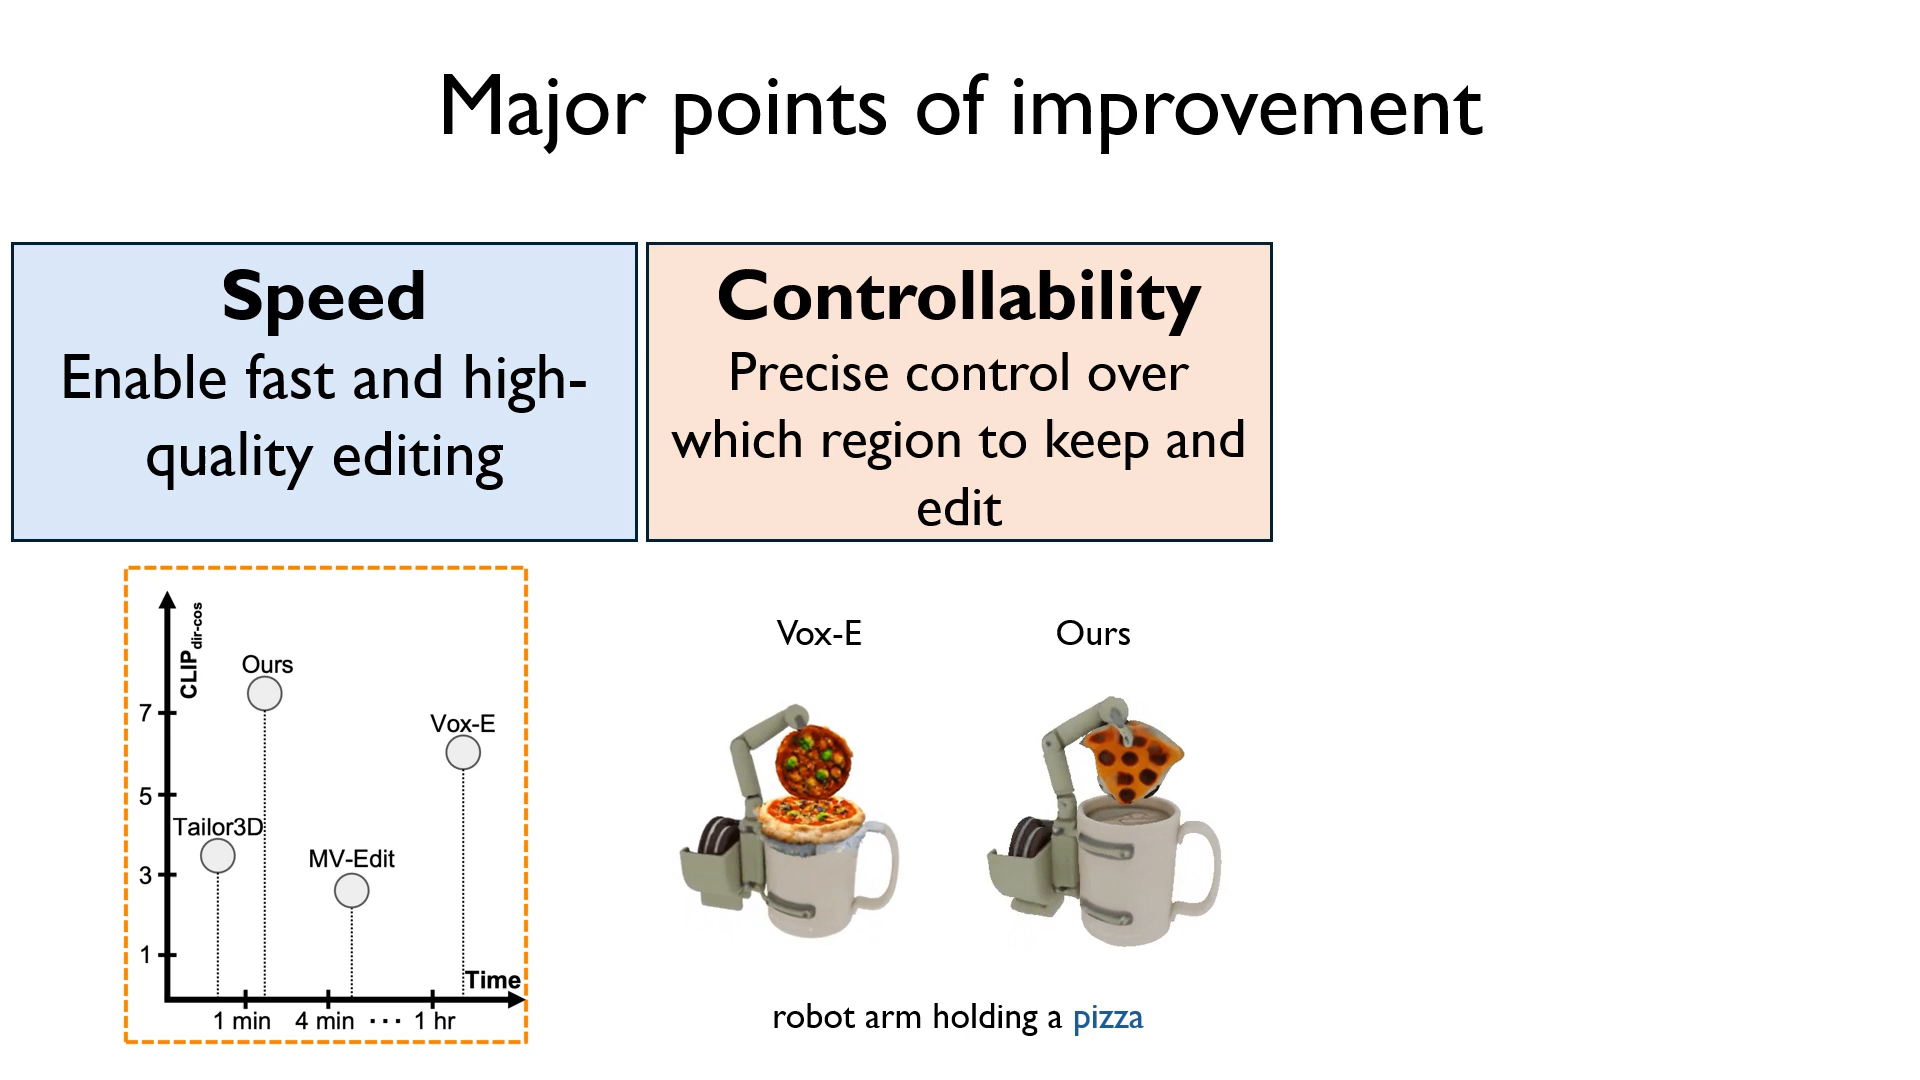 Major points of improvement
Speed
Enable fast and high-
quality editing
Controllability
Precise control over
which region to keep and
edit
CLIPdir-cos
Ours
7
Vox-E
5
Tailor3D
MV-Edit
3
1
Time
1 min 4 min ··· 1 hr
Vox-E Ours
robot arm holding a pizza